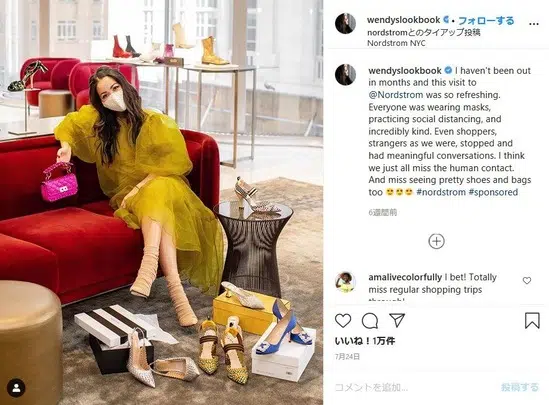 wendyslookbook • フォローする
nordstromとのタイアップ投稿
Nordstrom NYC
wendyslookbook I haven't been out
in months and this visit to
@Nordstrom was so refreshing.
Everyone was wearing masks,
practicing social distancing, and
incredibly kind. Even shoppers,
strangers as we were, stopped and
had meaningful conversations. I think
we just all miss the human contact.
And miss seeing pretty shoes and bags
too 😍😍😍 #nordstrom #sponsored
6週間前
amalivecolorfully I bet! Totally
miss regular shopping trips
though!
いいね！1万件
7月24日
コメントを追加...
投稿する